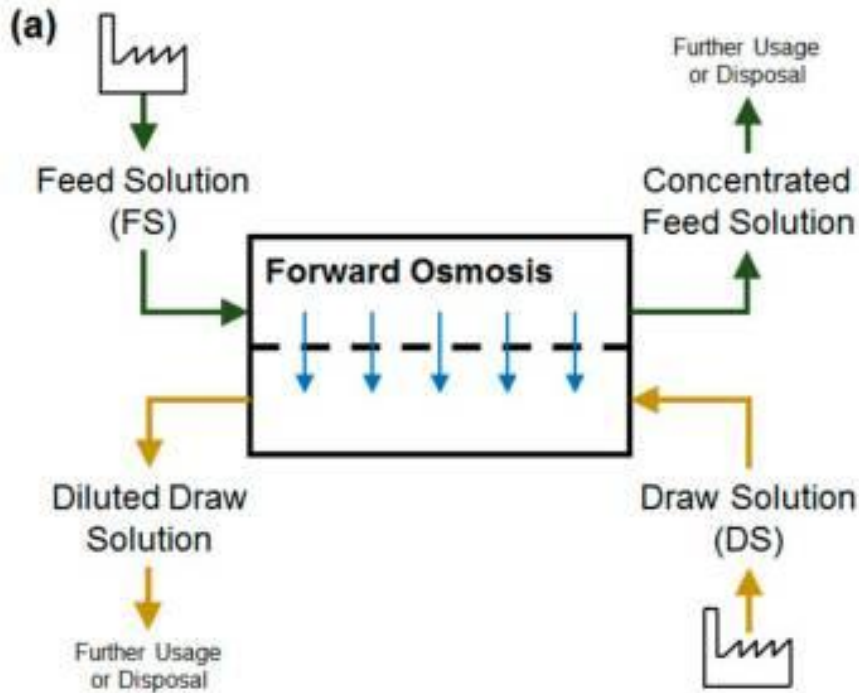 (a)
Further Usage
or Disposal
Feed Solution
(FS)
Concentrated
Feed Solution
Forward Osmosis
Diluted Draw
Solution
Draw Solution
(DS)
Further Usage
or Disposal